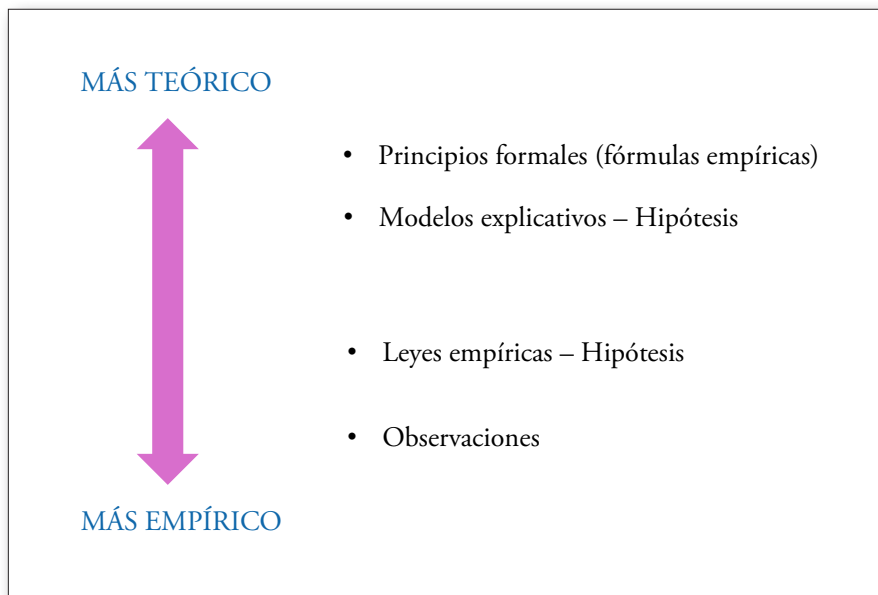 MÁS TEÓRICO
• Principios formales (fórmulas empíricas)
• Modelos explicativos – Hipótesis
• Leyes empíricas – Hipótesis
• Observaciones
MÁS EMPÍRICO